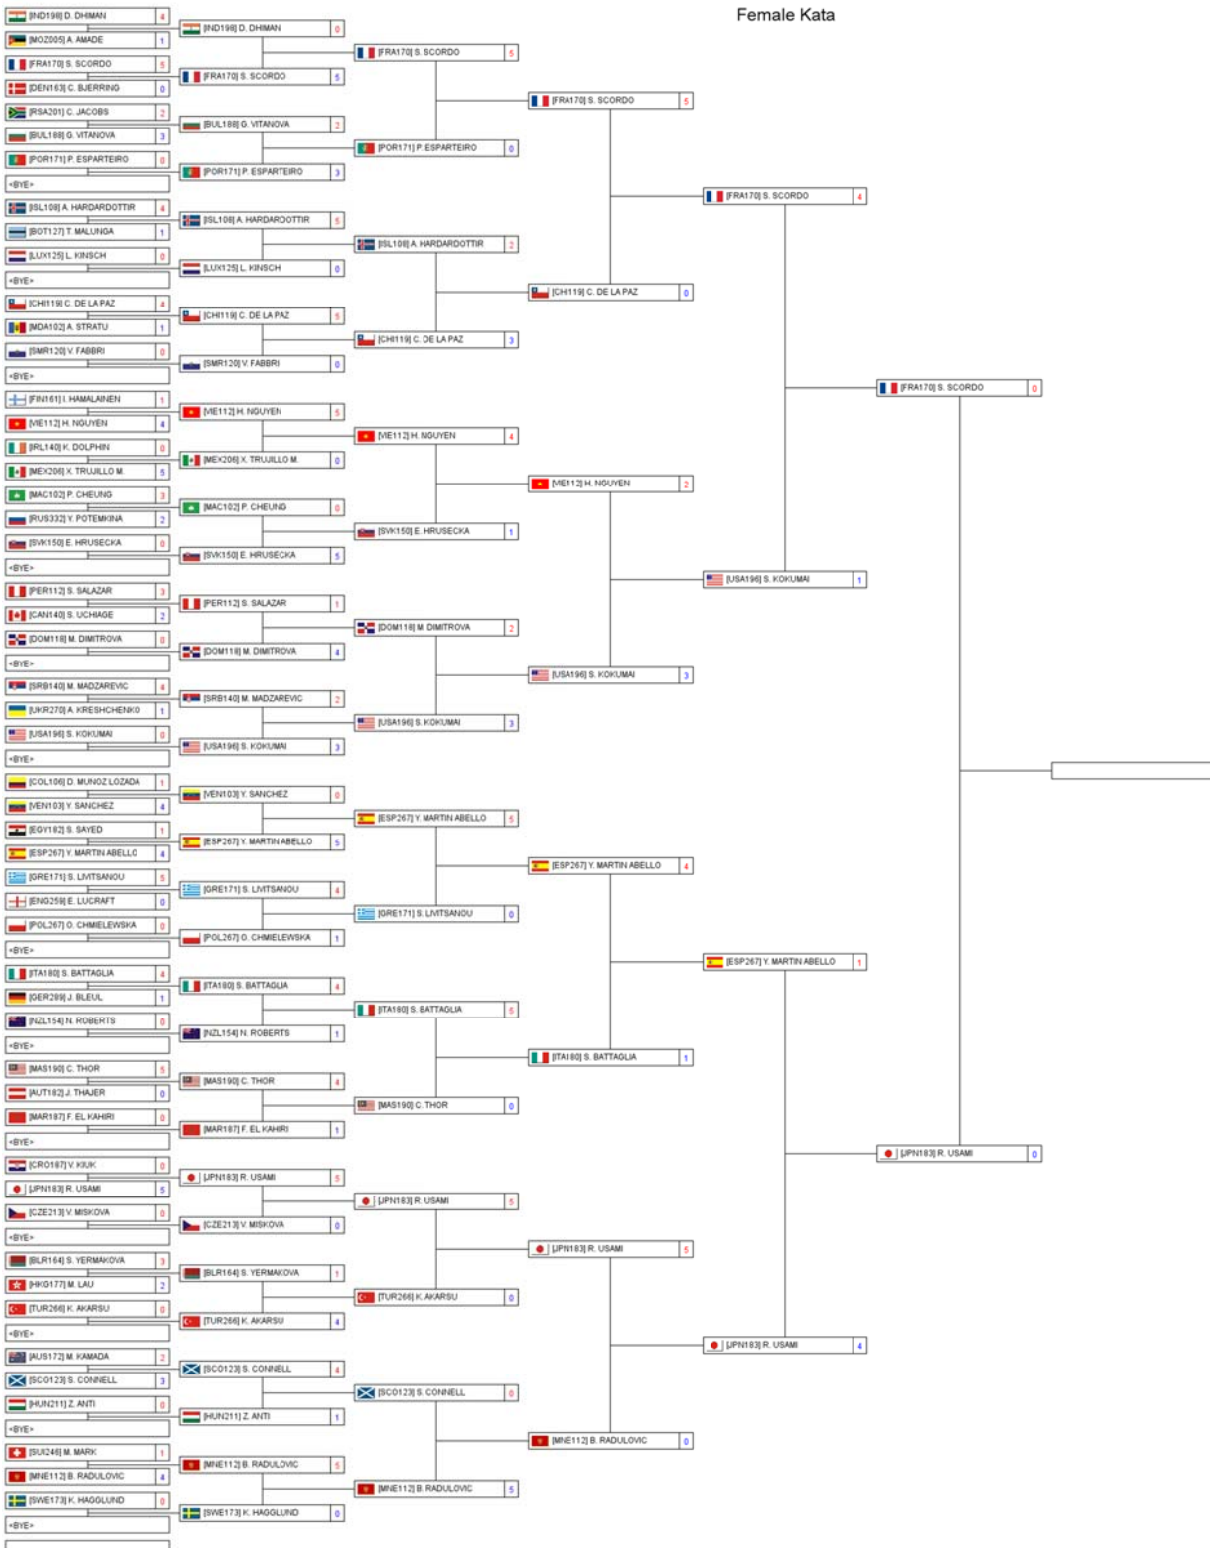 Female Kata
[IND198] D. DHIMAN 4
[MOZ005] A. AMADE 1
[FRA170] S. SCORDO 5
[DEN163] C. BJERRING 0
[RSA201] C. JACOBS 2
[BUL188] G. VITANOVA 3
[POR171] P. ESPARTEIRO 0
<BYE>
[ISL108] A. HARDARDOTTIR 4
[BOT127] T. MALUNGA 1
[LUX125] L. KINSCH 0
<BYE>
[CHI119] C. DE LA PAZ 4
[MDA102] A. STRATU 1
[SMR120] V. FABBRI 0
<BYE>
[FIN161] I. HAMALAINEN 1
[VIE112] H. NGUYEN 4
[IRL140] K. DOLPHIN 0
[MEX206] X. TRUJILLO M. 5
[MAC102] P. CHEUNG 3
[RUS332] Y. POTEMKINA 2
[SVK150] E. HRUSECKA 0
<BYE>
[PER112] S. SALAZAR 3
[CAN140] S. UCHIAGE 2
[DOM118] M. DIMITROVA 0
<BYE>
[SRB140] M. MADZAREVIC 4
[UKR270] A. KRESHCHENKO 1
[USA196] S. KOKUMAI 0
<BYE>
[COL106] D. MUNOZ LOZADA 1
[VEN103] Y. SANCHEZ 4
[EGY182] S. SAYED 1
[ESP267] Y. MARTIN ABELLO 4
[GRE171] S. LIVITSANOU 5
[ENG259] E. LUCRAFT 0
[POL267] O. CHMIELEWSKA 0
<BYE>
[ITA180] S. BATTAGLIA 4
[GER289] J. BLEUL 1
[NZL154] N. ROBERTS 0
<BYE>
[MAS190] C. THOR 5
[AUT182] J. THAJER 0
[MAR187] F. EL KAHIRI 0
<BYE>
[CRO187] V. KIUK 0
[JPN183] R. USAMI 5
[CZE213] V. MISKOVA 0
<BYE>
[BLR164] S. YERMAKOVA 3
[HKG177] M. LAU 2
[TUR266] K. AKARSU 0
<BYE>
[AUS172] M. KAMADA 2
[SCO123] S. CONNELL 3
[HUN211] Z. ANTI 0
<BYE>
[SUI246] M. MARK 1
[MNE112] B. RADULOVIC 4
[SWE173] K. HAGGLUND 0
<BYE>
[IND198] D. DHIMAN 0
[FRA170] S. SCORDO 5
[BUL188] G. VITANOVA 2
[POR171] P. ESPARTEIRO 3
[ISL108] A. HARDARDOTTIR 5
[LUX125] L. KINSCH 0
[CHI119] C. DE LA PAZ 5
[SMR120] V. FABBRI 0
[VIE112] H. NGUYEN 5
[MEX206] X. TRUJILLO M. 0
[MAC102] P. CHEUNG 0
[SVK150] E. HRUSECKA 5
[PER112] S. SALAZAR 1
[DOM118] M. DIMITROVA 4
[SRB140] M. MADZAREVIC 2
[USA196] S. KOKUMAI 3
[VEN103] Y. SANCHEZ 0
[ESP267] Y. MARTIN ABELLO 5
[GRE171] S. LIVITSANOU 4
[POL267] O. CHMIELEWSKA 1
[ITA180] S. BATTAGLIA 4
[NZL154] N. ROBERTS 1
[MAS190] C. THOR 4
[MAR187] F. EL KAHIRI 1
[JPN183] R. USAMI 5
[CZE213] V. MISKOVA 0
[BLR164] S. YERMAKOVA 1
[TUR266] K. AKARSU 4
[SCO123] S. CONNELL 4
[HUN211] Z. ANTI 1
[MNE112] B. RADULOVIC 5
[SWE173] K. HAGGLUND 0
[FRA170] S. SCORDO 5
[POR171] P. ESPARTEIRO 0
[ISL108] A. HARDARDOTTIR 2
[CHI119] C. DE LA PAZ 3
[VIE112] H. NGUYEN 4
[SVK150] E. HRUSECKA 1
[DOM118] M. DIMITROVA 2
[USA196] S. KOKUMAI 3
[ESP267] Y. MARTIN ABELLO 5
[GRE171] S. LIVITSANOU 0
[ITA180] S. BATTAGLIA 5
[MAS190] C. THOR 0
[JPN183] R. USAMI 5
[TUR266] K. AKARSU 0
[SCO123] S. CONNELL 0
[MNE112] B. RADULOVIC 5
[FRA170] S. SCORDO 5
[CHI119] C. DE LA PAZ 0
[VIE112] H. NGUYEN 2
[USA196] S. KOKUMAI 3
[ESP267] Y. MARTIN ABELLO 4
[ITA180] S. BATTAGLIA 1
[JPN183] R. USAMI 5
[MNE112] B. RADULOVIC 0
[FRA170] S. SCORDO 4
[USA196] S. KOKUMAI 1
[ESP267] Y. MARTIN ABELLO 1
[JPN183] R. USAMI 4
[FRA170] S. SCORDO 0
[JPN183] R. USAMI 0